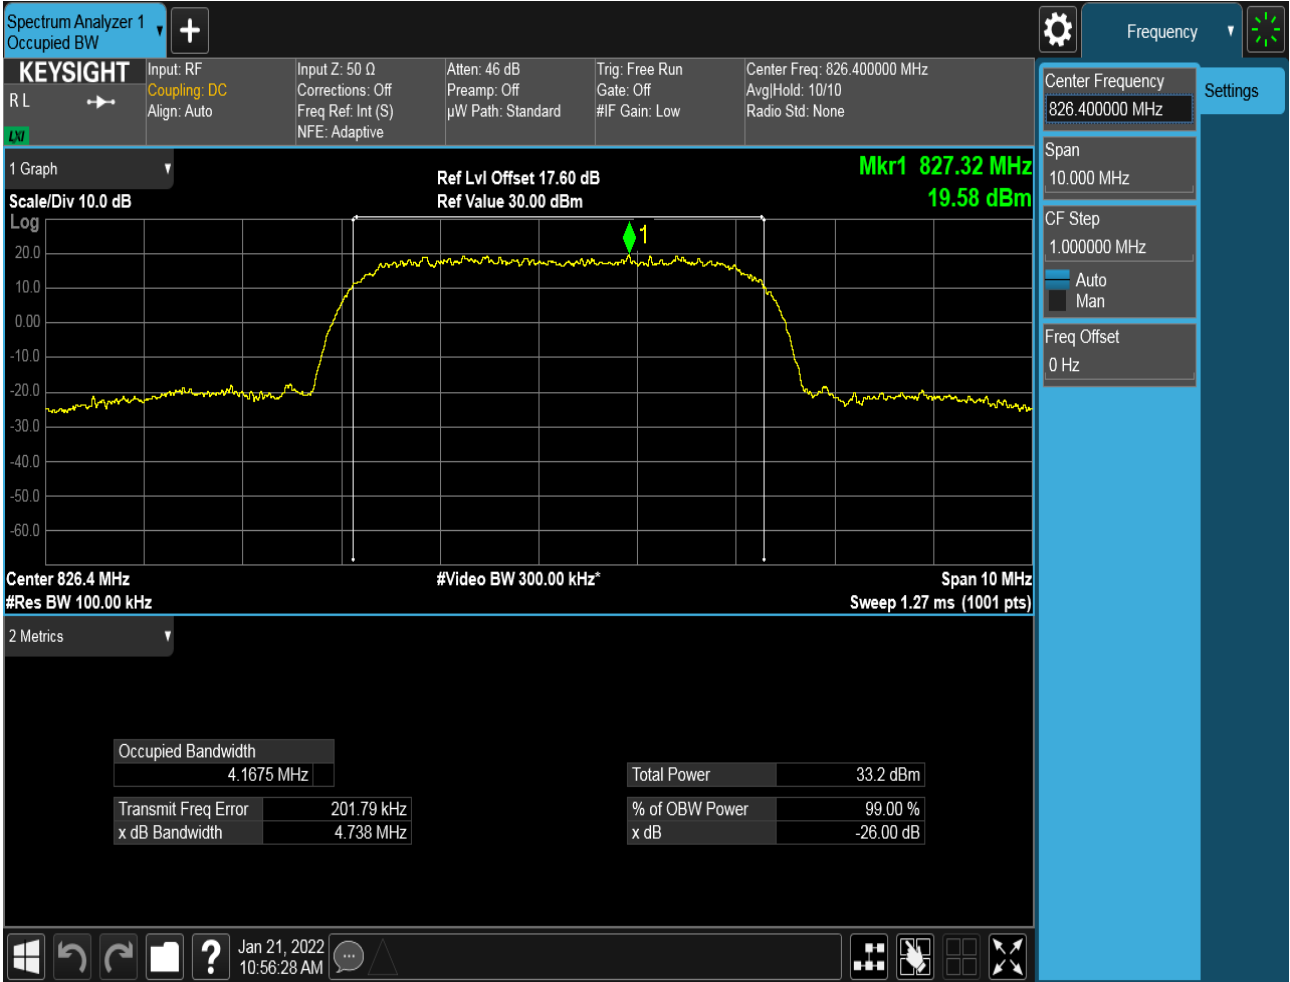 Spectrum Analyzer 1
Occupied BW
Frequency
KEYSIGHT
R L
LXI
Input: RF
Coupling: DC
Align: Auto
Input Z: 50 Ω
Corrections: Off
Freq Ref: Int (S)
NFE: Adaptive
Atten: 46 dB
Preamp: Off
µW Path: Standard
Trig: Free Run
Gate: Off
#IF Gain: Low
Center Freq: 826.400000 MHz
Avg|Hold: 10/10
Radio Std: None
Center Frequency
826.400000 MHz
Settings
Span
10.000 MHz
CF Step
1.000000 MHz
Auto
Man
Freq Offset
0 Hz
1 Graph
Ref Lvl Offset 17.60 dB
Mkr1 827.32 MHz
Scale/Div 10.0 dB
Ref Value 30.00 dBm
19.58 dBm
Log
1
20.0
10.0
0.00
-10.0
-20.0
-30.0
-40.0
-50.0
-60.0
Center 826.4 MHz
#Video BW 300.00 kHz*
Span 10 MHz
#Res BW 100.00 kHz
Sweep 1.27 ms (1001 pts)
2 Metrics
Occupied Bandwidth
4.1675 MHz
Total Power 33.2 dBm
Transmit Freq Error 201.79 kHz
% of OBW Power 99.00 %
x dB Bandwidth 4.738 MHz
x dB -26.00 dB
?
Jan 21, 2022
10:56:28 AM